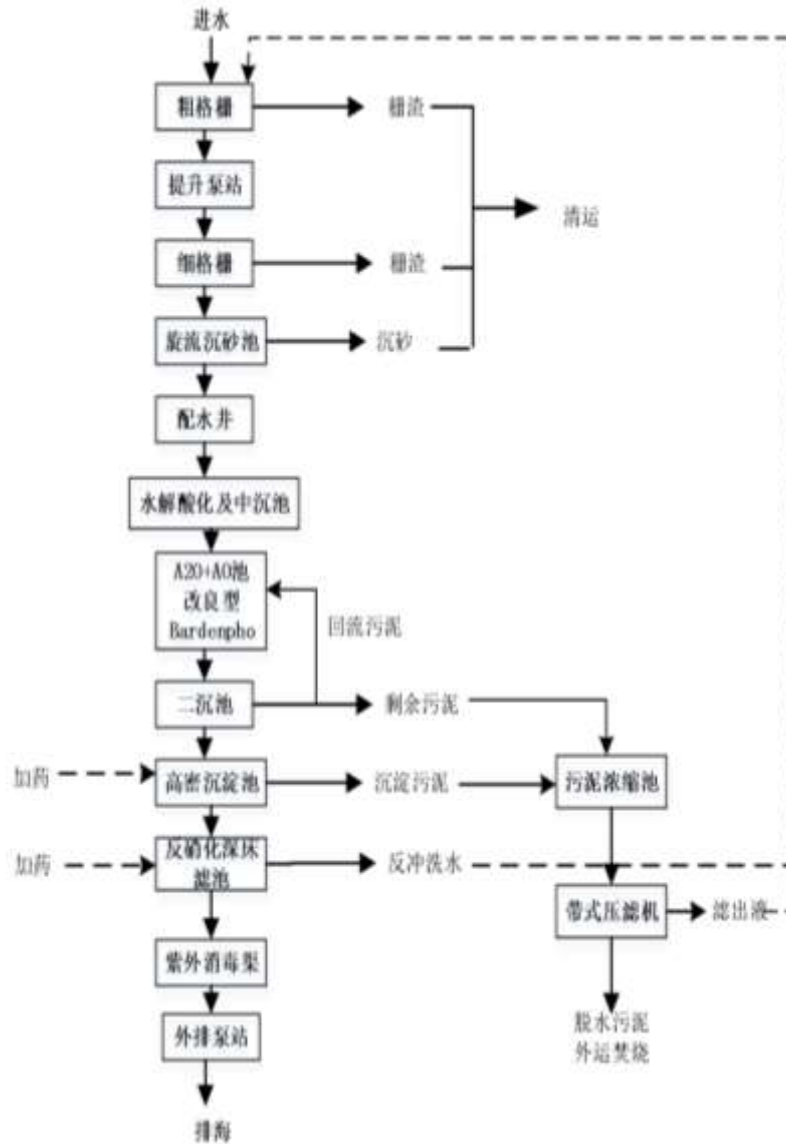 进水
粗格栅
栅渣
提升泵站
清运
细格栅
栅渣
旋流沉砂池
沉砂
配水井
水解酸化及中沉池
A2O+AO池
改良型
Bardenpho
回流污泥
二沉池
剩余污泥
加药
高密沉淀池
沉淀污泥
污泥浓缩池
加药
反硝化深床
滤池
反冲洗水
带式压滤机
滤出液
紫外消毒渠
脱水污泥
外运焚烧
外排泵站
排海